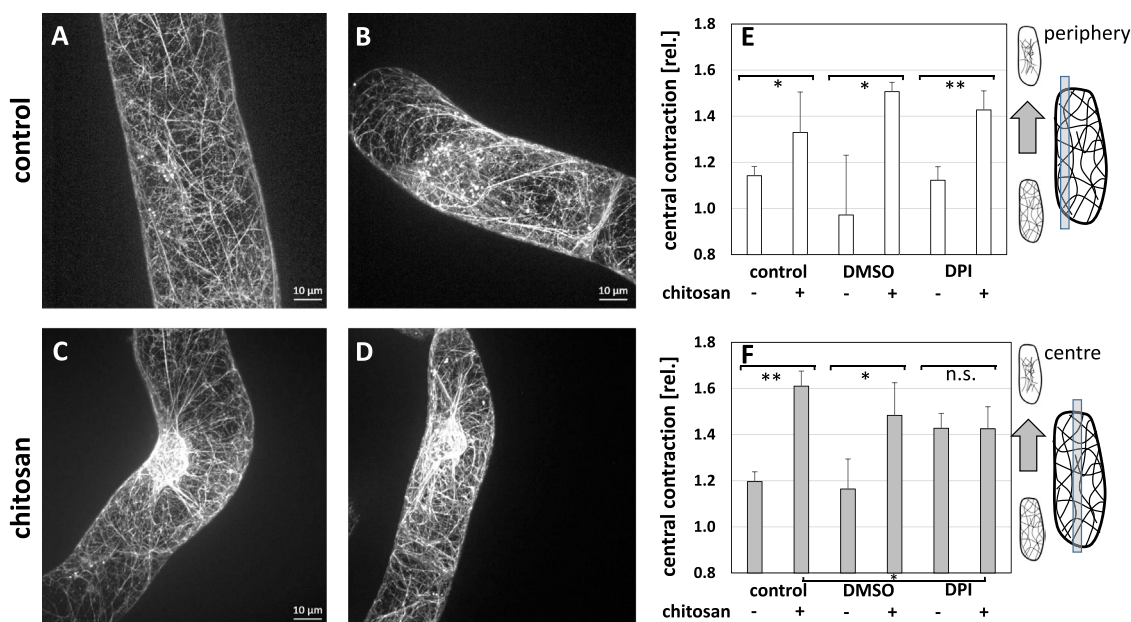 A
B
control
10 µm
10 µm
C
D
chitosan
10 µm
10 µm
E
periphery
central contraction [rel.]
1.8
1.6
1.4
1.2
1.0
0.8
*
*
**
control DMSO DPI
chitosan - + - + - +
F
centre
central contraction [rel.]
1.8
1.6
1.4
1.2
1.0
0.8
**
*
n.s.
*
control DMSO DPI
chitosan - + - + - +